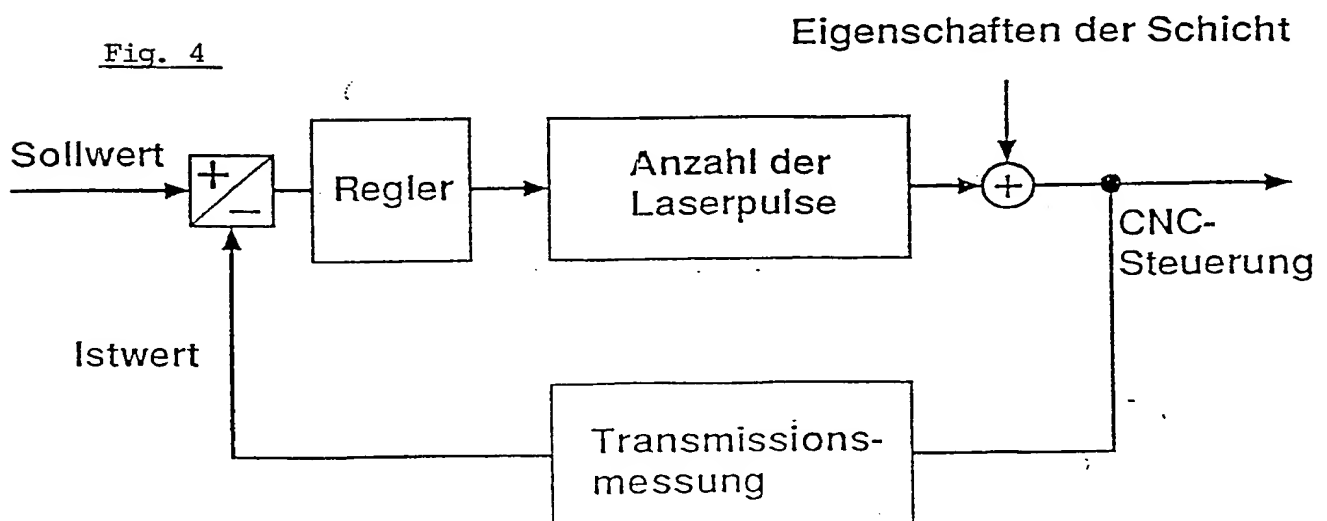 Fig. 4
Eigenschaften der Schicht
Sollwert
+
−
Regler
Anzahl der
Laserpulse
+
CNC-
Steuerung
Istwert
Transmissions-
messung